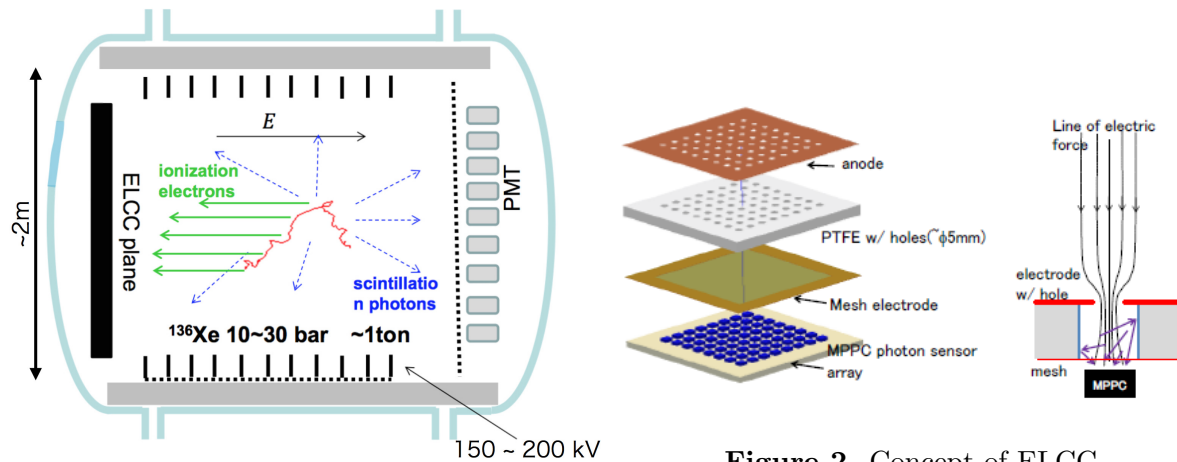 E
ionization
electrons
ELCC plane
PMT
~2m
scintillatio
n photons
¹³⁶Xe 10~30 bar ~1ton
150 ~ 200 kV
anode
PTFE w/ holes(~ϕ5mm)
Mesh electrode
MPPC photon sensor
array
Line of electric
force
electrode
w/ hole
mesh
MPPC
Figure 2. Concept of ELCC